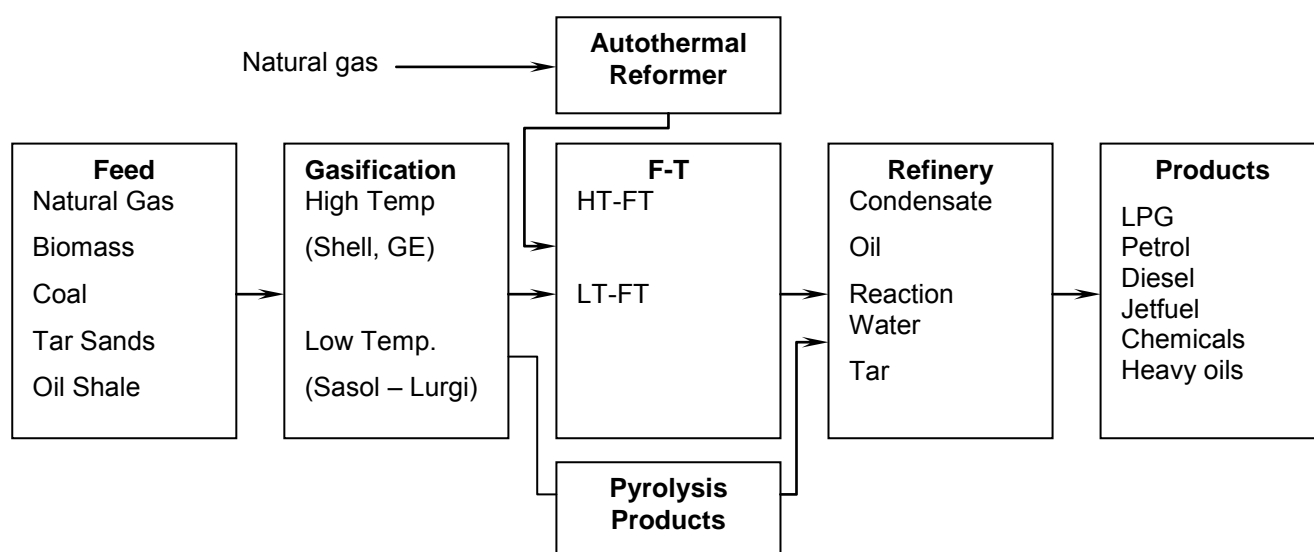 Natural gas
Autothermal
Reformer
Feed
Natural Gas
Biomass
Coal
Tar Sands
Oil Shale
Gasification
High Temp
(Shell, GE)
Low Temp.
(Sasol – Lurgi)
F-T
HT-FT
LT-FT
Pyrolysis
Products
Refinery
Condensate
Oil
Reaction
Water
Tar
Products
LPG
Petrol
Diesel
Jetfuel
Chemicals
Heavy oils